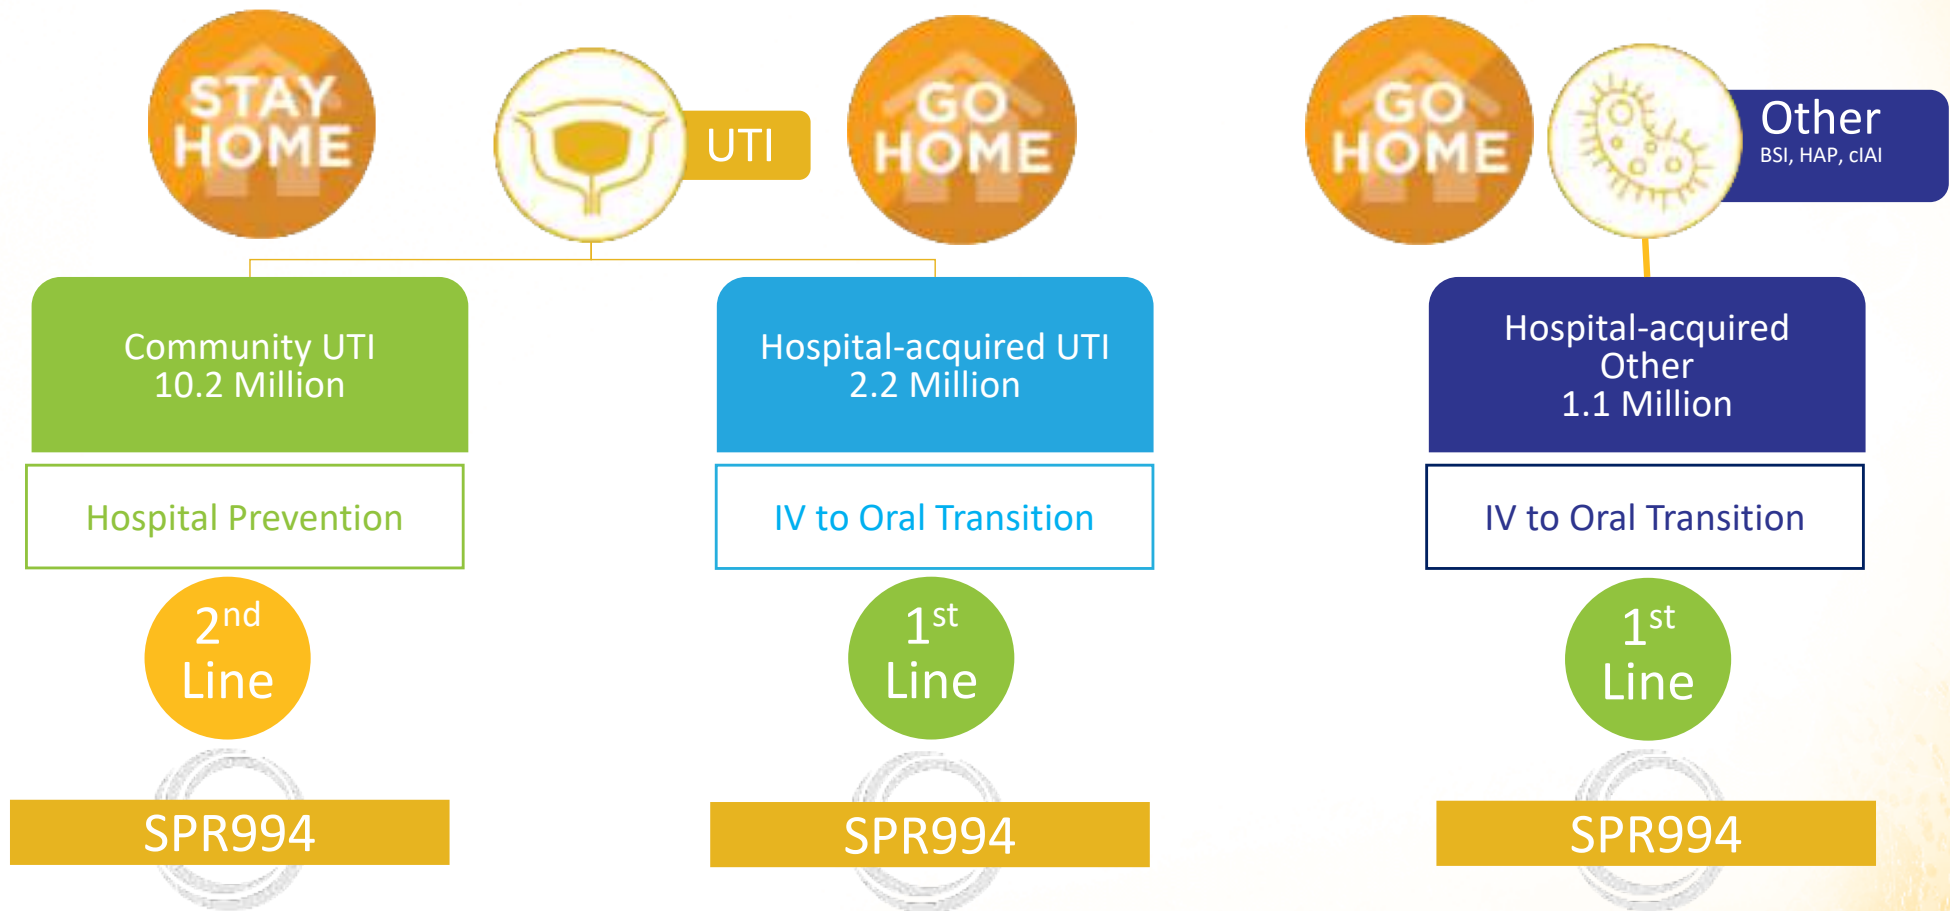 STAY
HOME
UTI
GO
HOME
GO
HOME
Other
BSI, HAP, cIAI
Community UTI
10.2 Million
Hospital-acquired UTI
2.2 Million
Hospital-acquired
Other
1.1 Million
Hospital Prevention
IV to Oral Transition
IV to Oral Transition
2nd
Line
1st
Line
1st
Line
SPR994
SPR994
SPR994